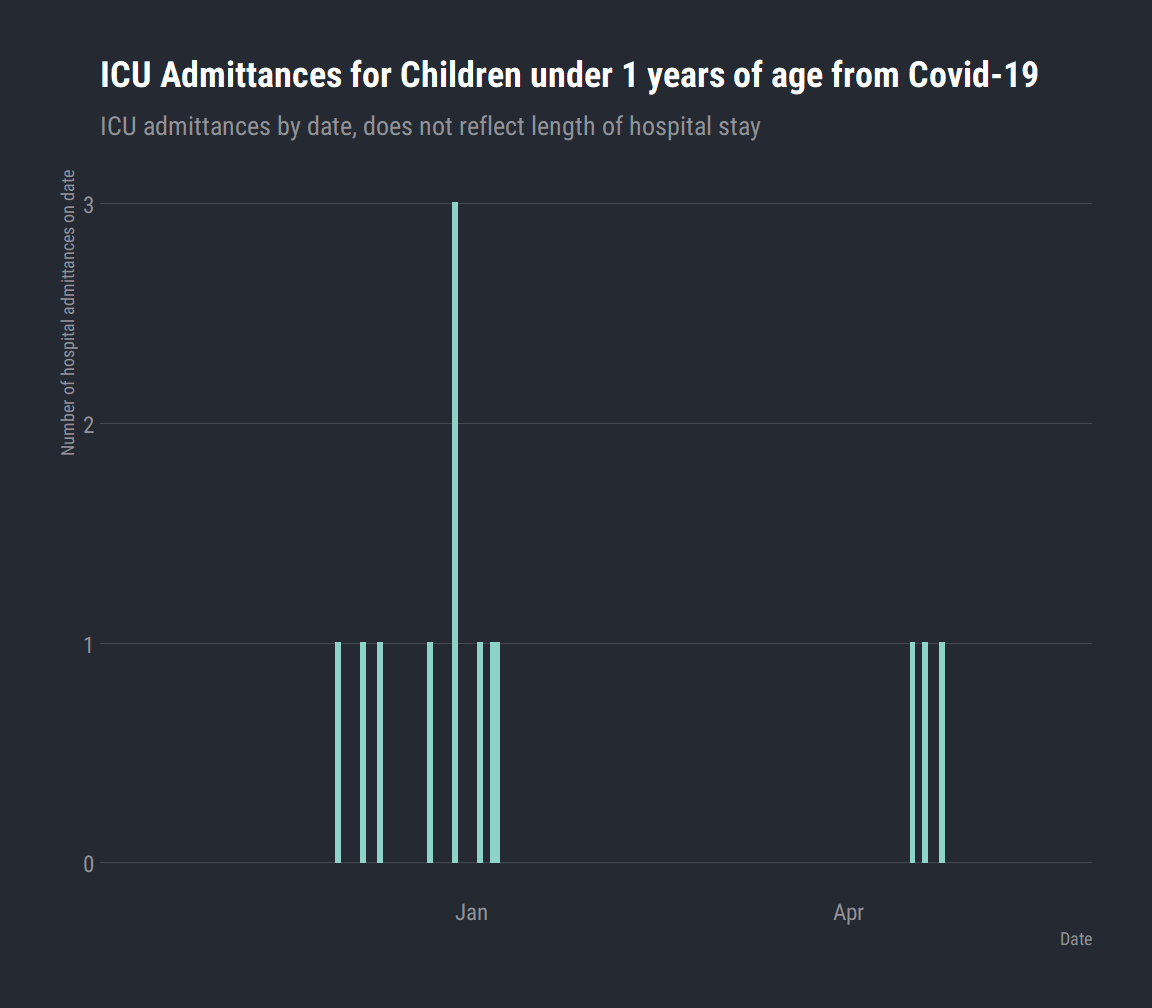 ICU Admittances for Children under 1 years of age from Covid-19
ICU admittances by date, does not reflect length of hospital stay
Number of hospital admittances on date
3
2
1
0
Jan
Apr
Date